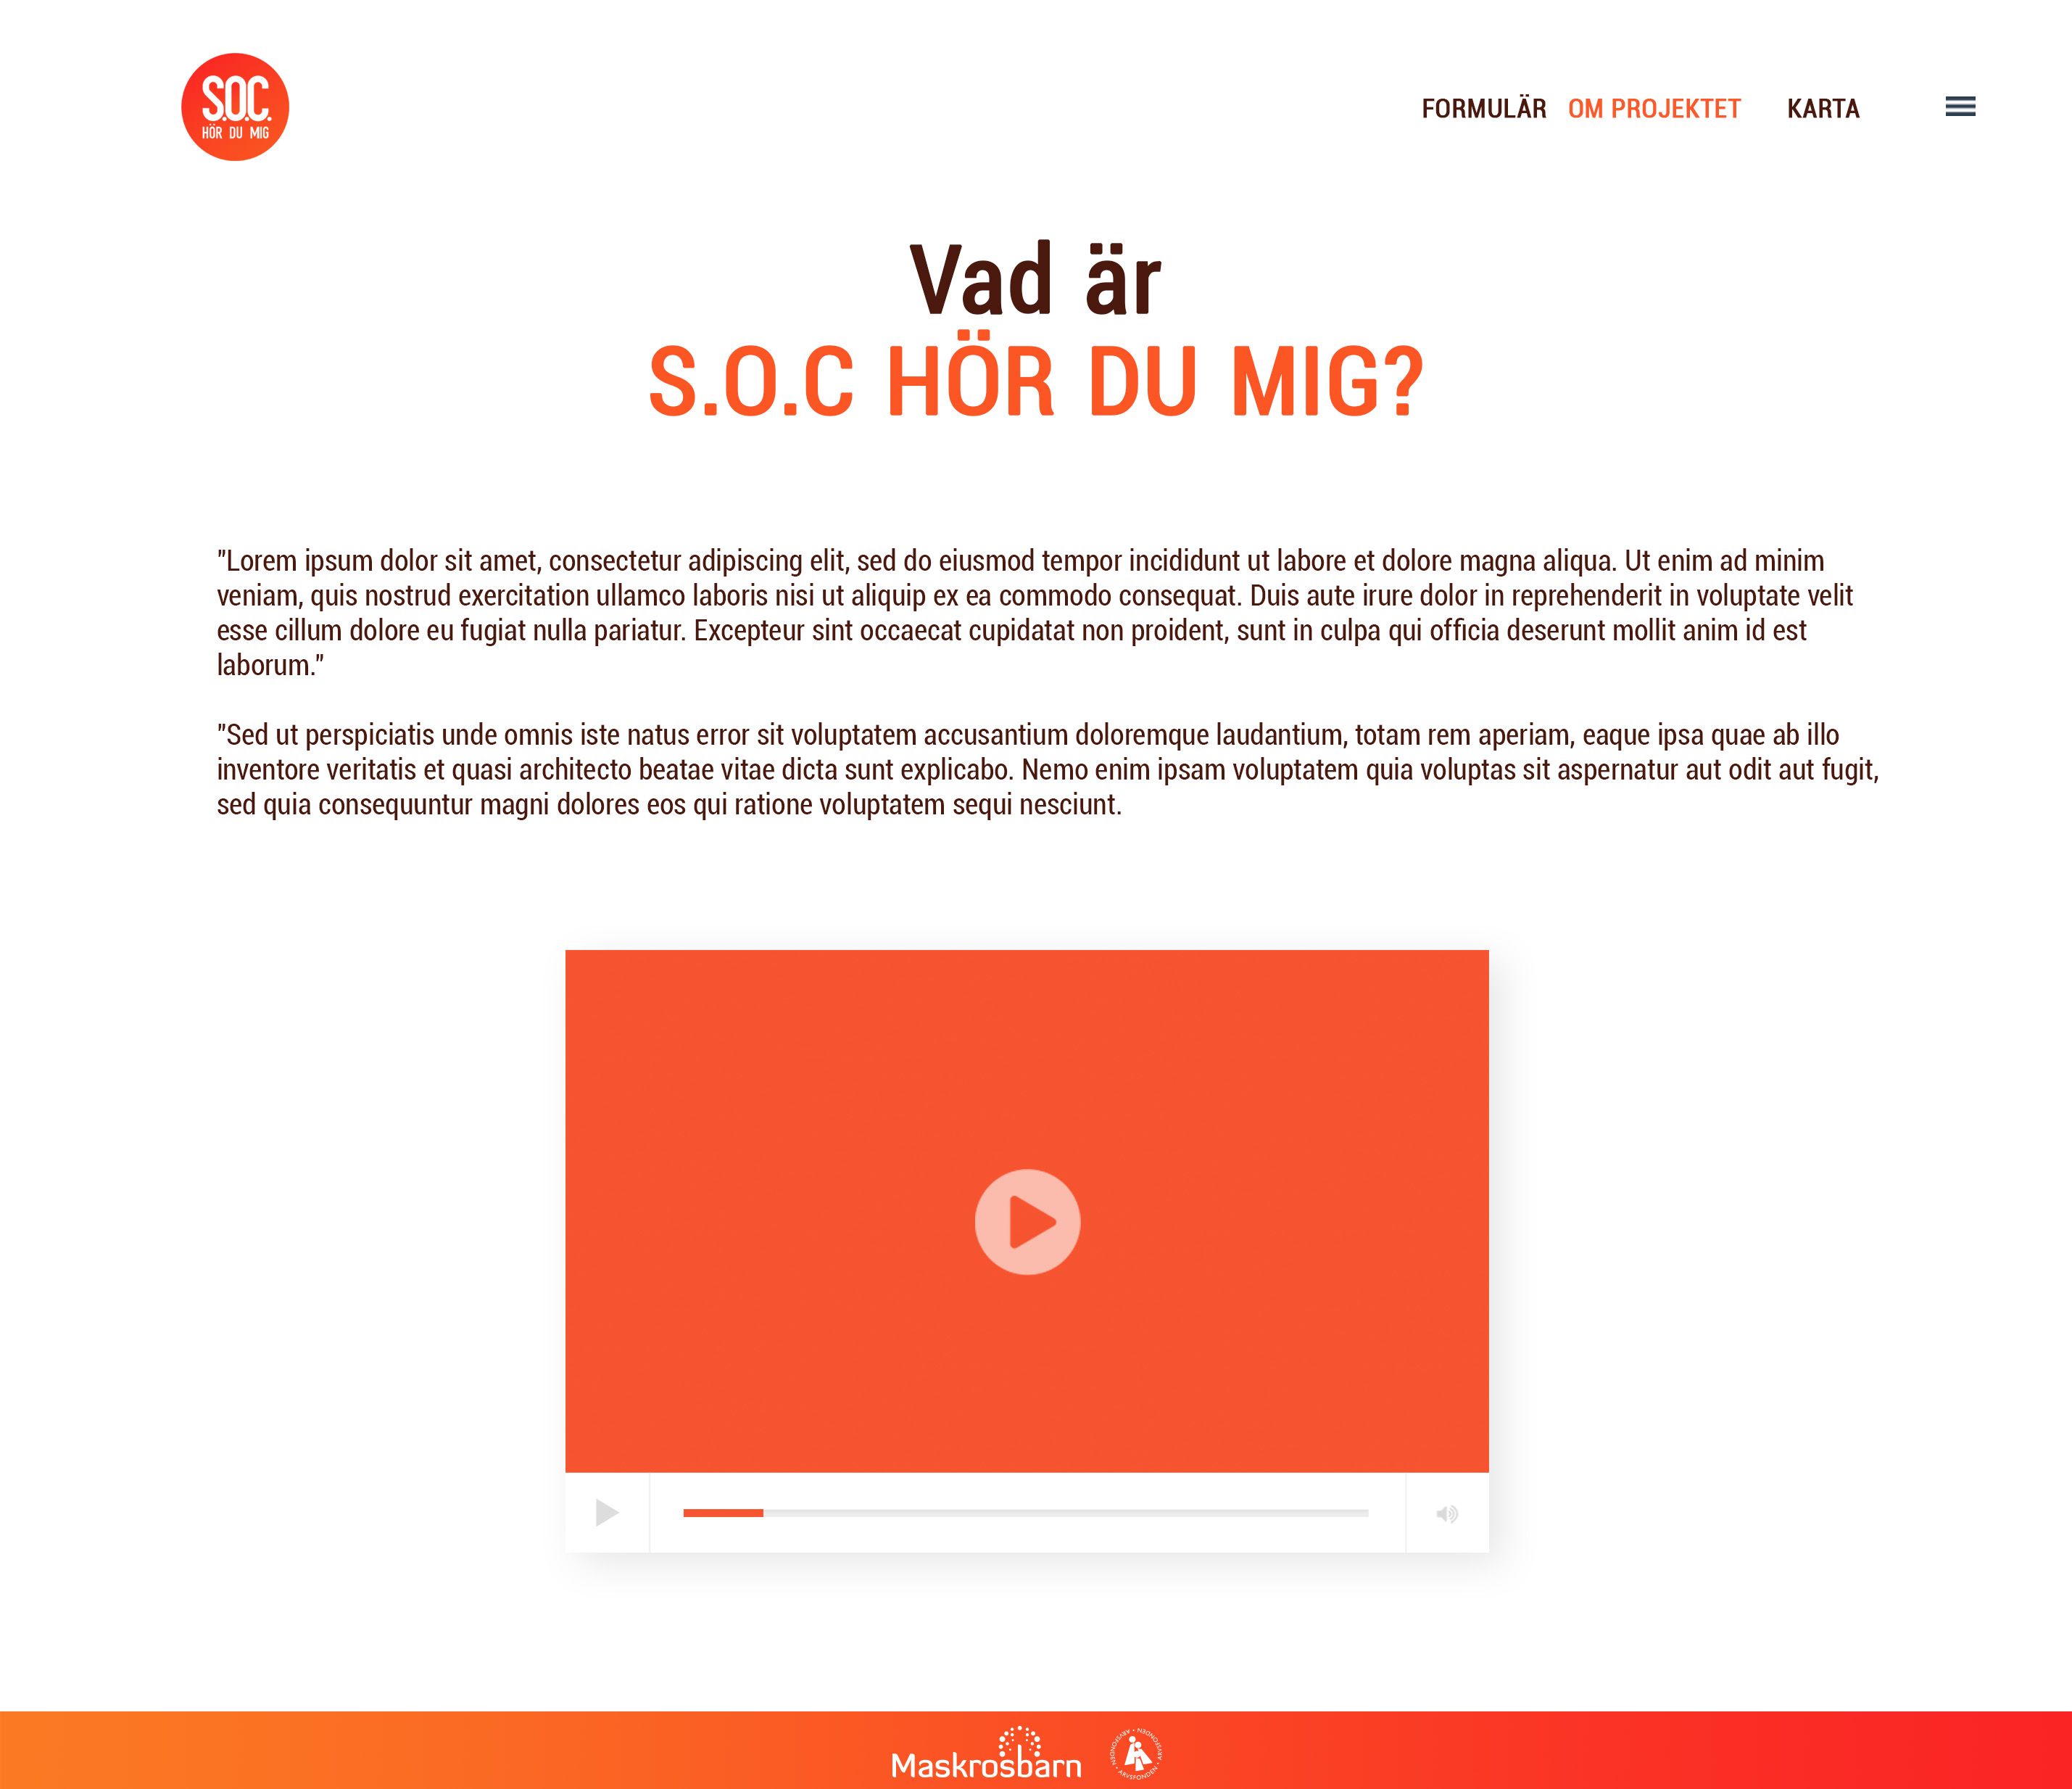 S.O.C.
HÖR DU MIG
FORMULÄR OM PROJEKTET KARTA
Vad är
S.O.C HÖR DU MIG?
"Lorem ipsum dolor sit amet, consectetur adipiscing elit, sed do eiusmod tempor incididunt ut labore et dolore magna aliqua. Ut enim ad minim
veniam, quis nostrud exercitation ullamco laboris nisi ut aliquip ex ea commodo consequat. Duis aute irure dolor in reprehenderit in voluptate velit
esse cillum dolore eu fugiat nulla pariatur. Excepteur sint occaecat cupidatat non proident, sunt in culpa qui officia deserunt mollit anim id est
laborum."
"Sed ut perspiciatis unde omnis iste natus error sit voluptatem accusantium doloremque laudantium, totam rem aperiam, eaque ipsa quae ab illo
inventore veritatis et quasi architecto beatae vitae dicta sunt explicabo. Nemo enim ipsam voluptatem quia voluptas sit aspernatur aut odit aut fugit,
sed quia consequuntur magni dolores eos qui ratione voluptatem sequi nesciunt.
Maskrosbarn
ARVSFONDEN • ARVSFONDEN • ARVSFONDEN •